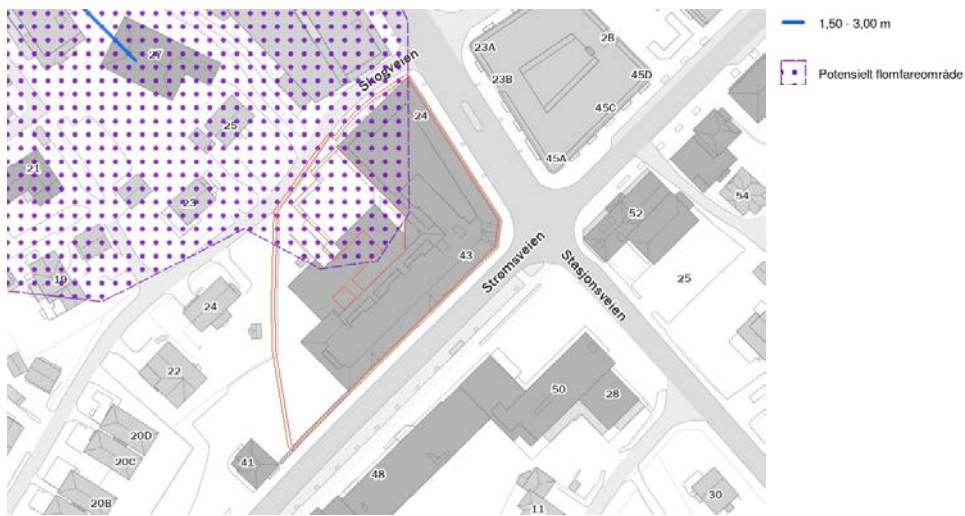 1,50 - 3,00 m
Potensielt flomfareområde
27
23A
2B
23B
45D
Skogveien
45C
24
25
45A
21
54
23
52
43
Strømsveien
Stasjonsveien
25
19
24
22
50
28
20D
20C
41
48
30
20B
11